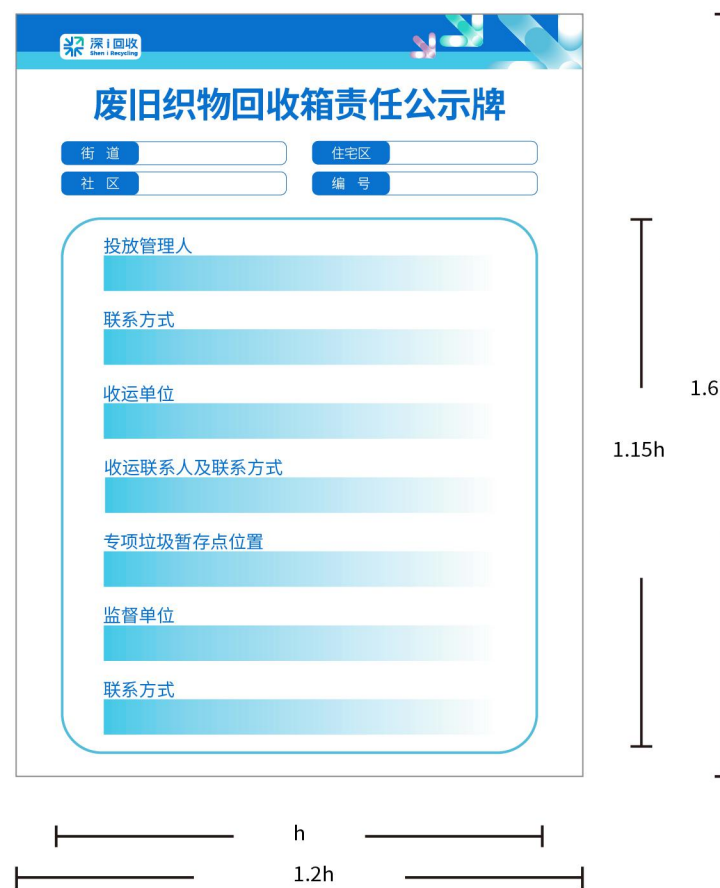 深i回收
Shen i Recycling
废旧织物回收箱责任公示牌
街 道
住宅区
社 区
编 号
投放管理人
联系方式
收运单位
收运联系人及联系方式
专项垃圾暂存点位置
监督单位
联系方式
1.6
1.15h
h
1.2h